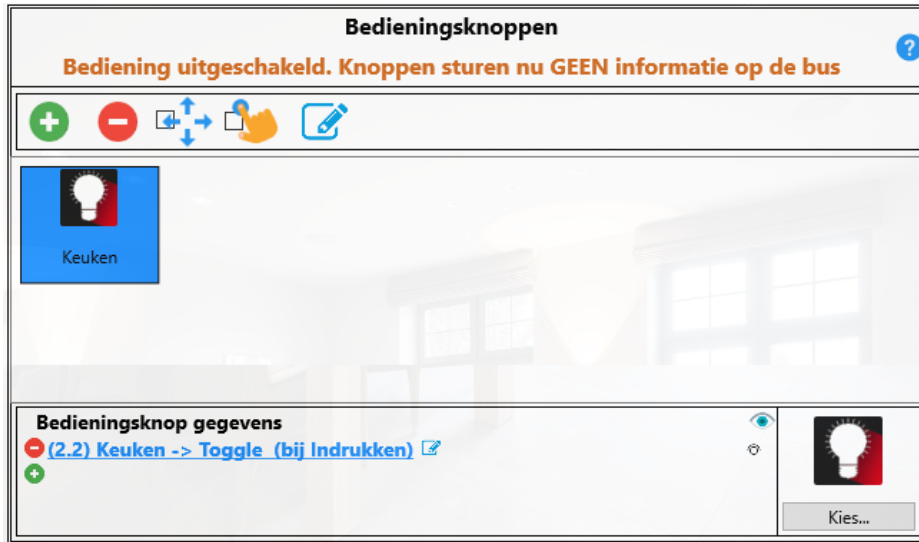 Bedieningsknoppen
Bediening uitgeschakeld. Knoppen sturen nu GEEN informatie op de bus
Keuken
Bedieningsknop gegevens
(2.2) Keuken -> Toggle (bij Indrukken)
Kies...